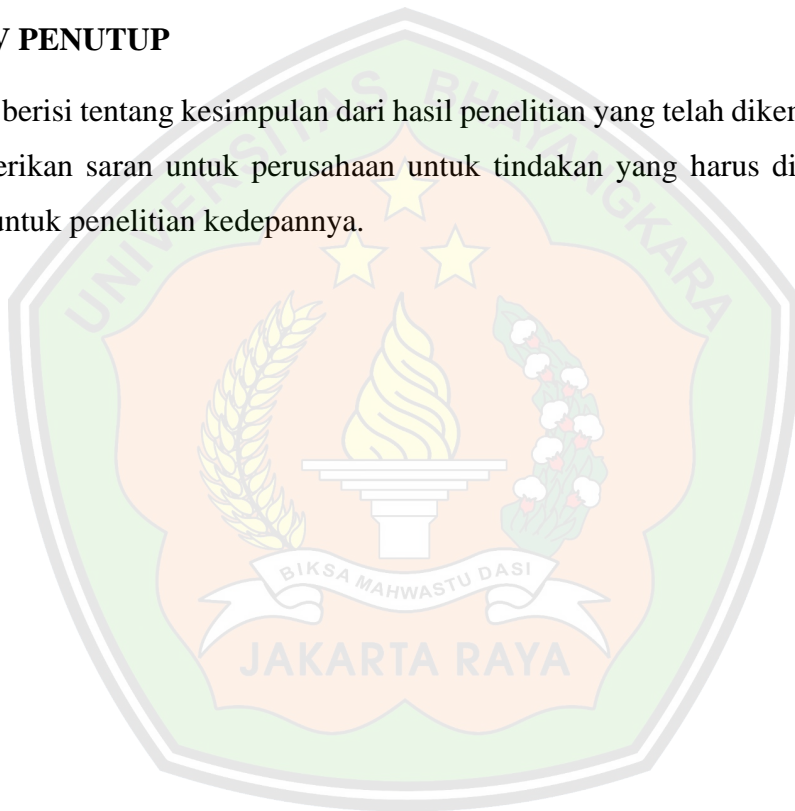 V PENUTUP
berisi tentang kesimpulan dari hasil penelitian yang telah
erikan saran untuk perusahaan untuk tindakan yang harus
untuk penelitian kedepannya.
UNIVERSITAS BHAYANGKARA
BIKSA MAHWASTU DASI
JAKARTA RAYA